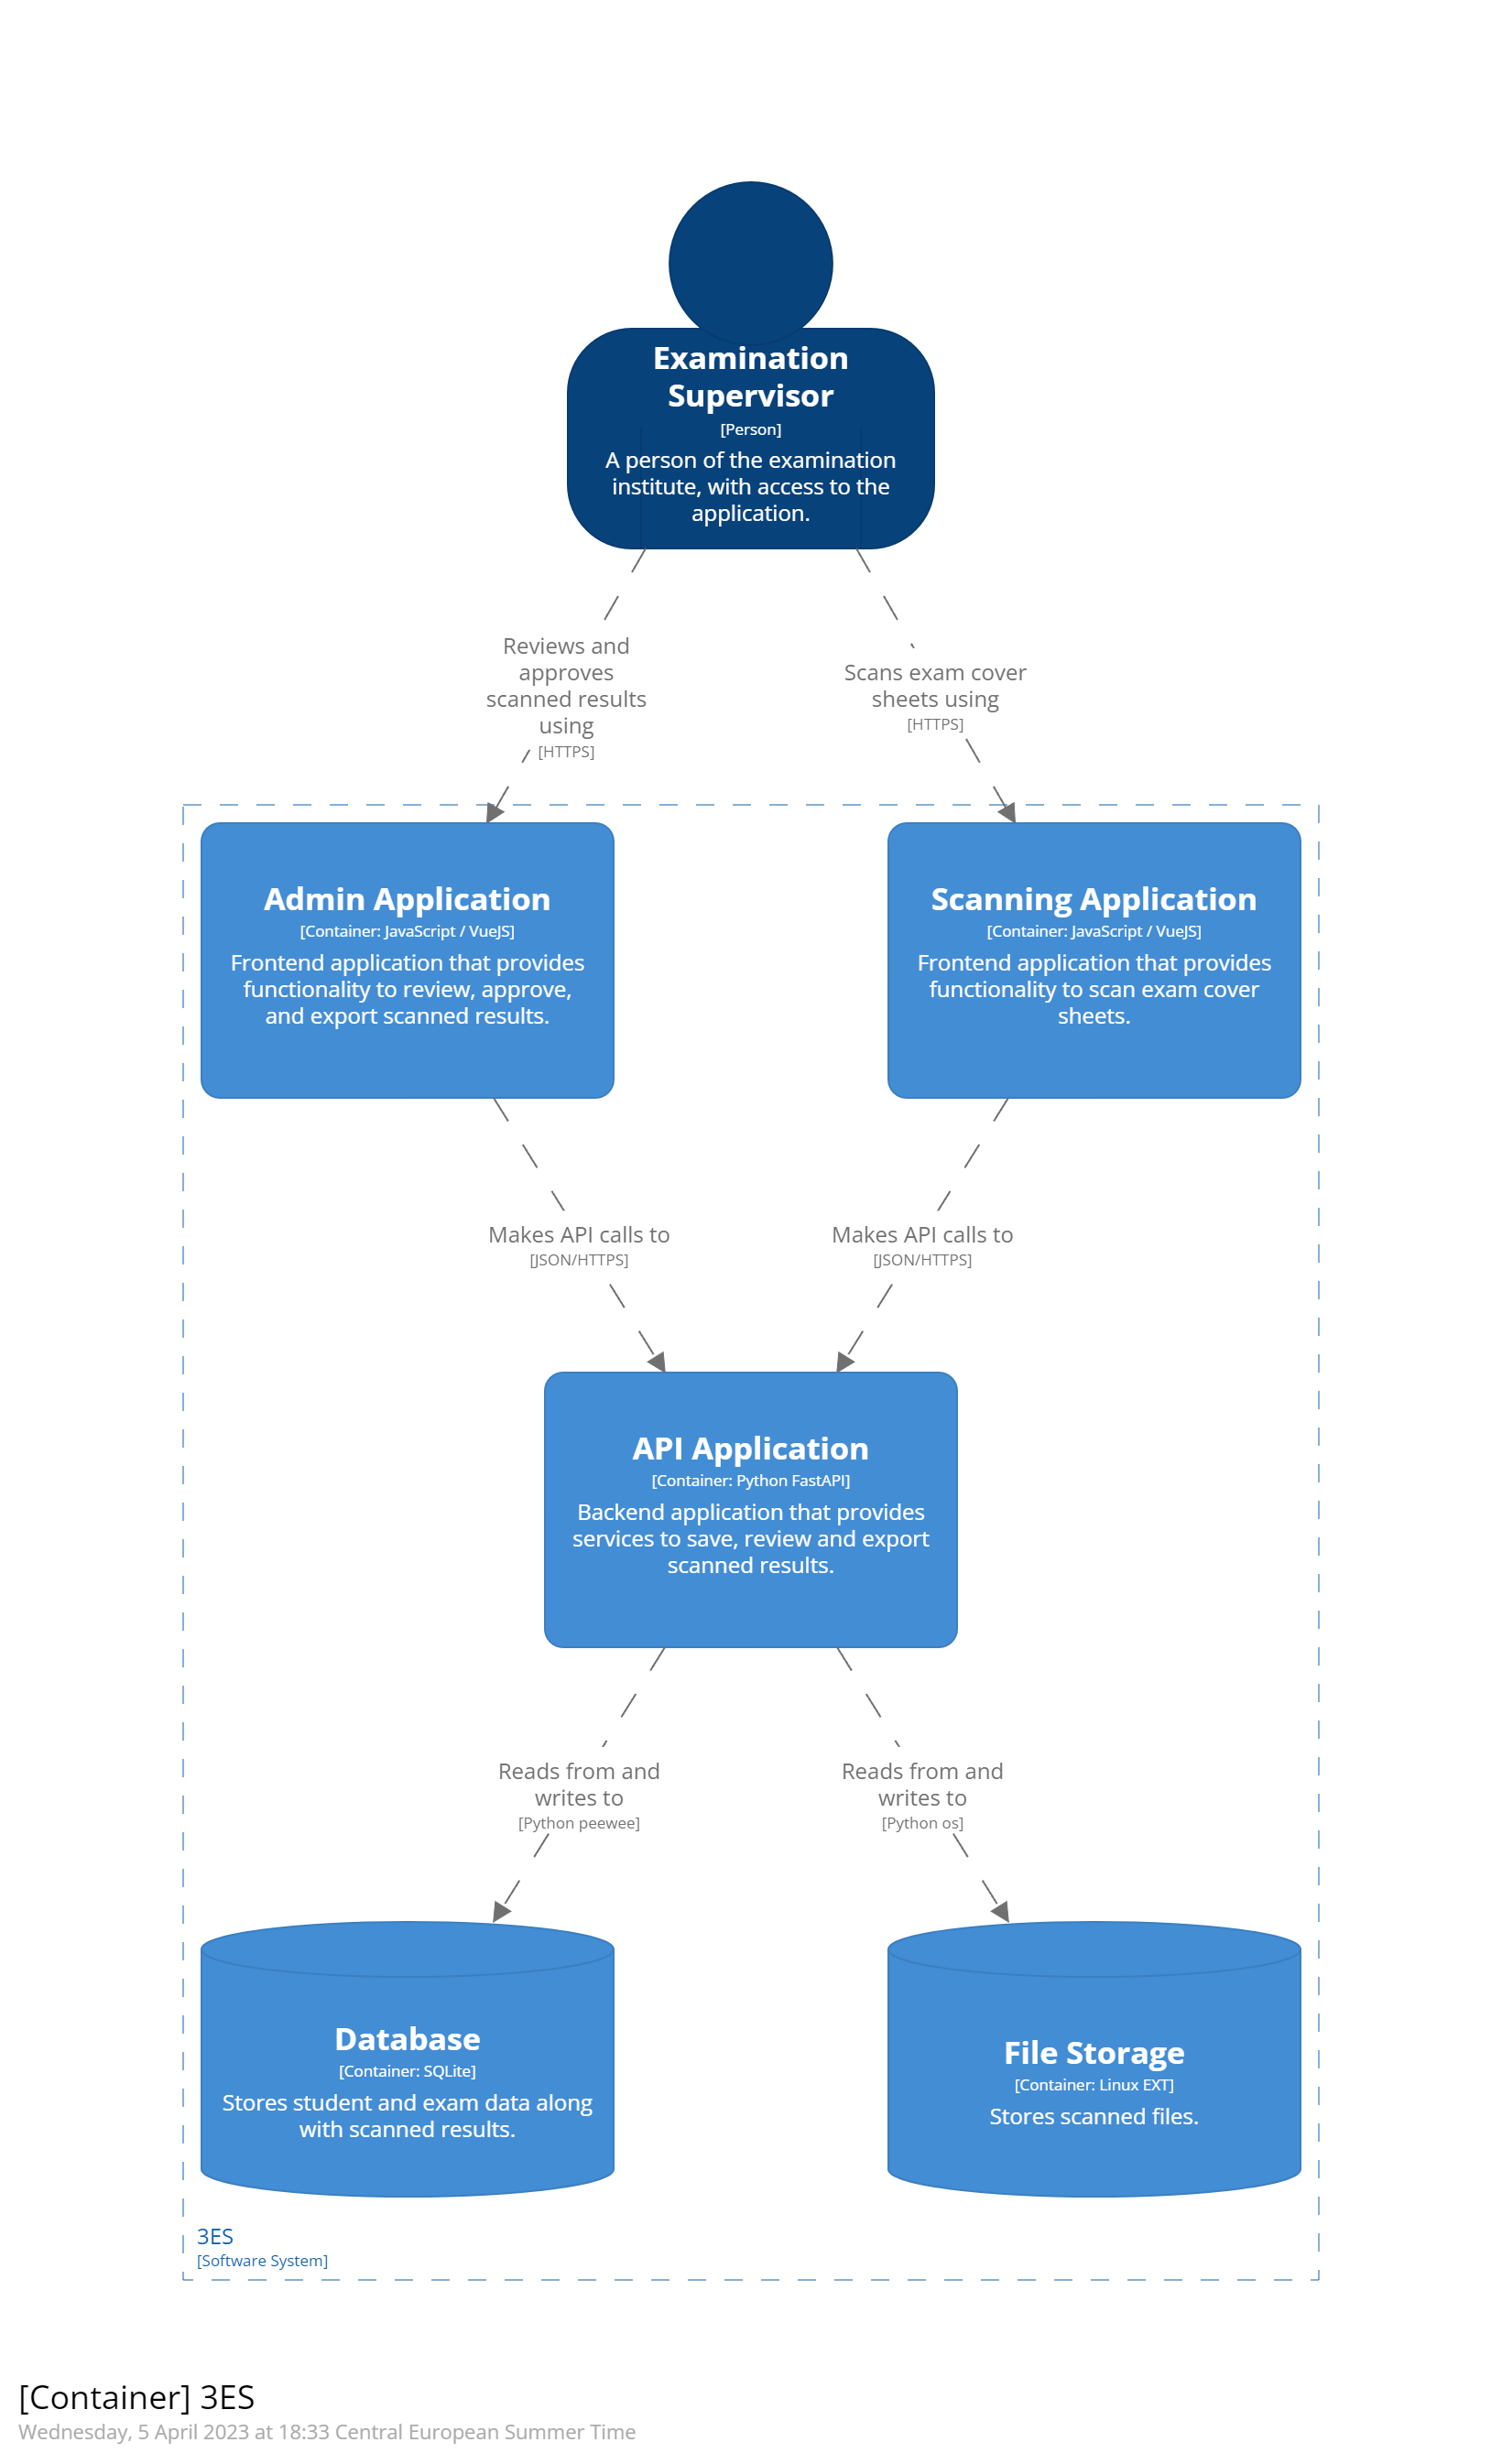 Examination
Supervisor
[Person]
A person of the examination
institute, with access to the
application.
Reviews and
approves
scanned results
using
[HTTPS]
Scans exam cover
sheets using
[HTTPS]
Admin Application
[Container: JavaScript / VueJS]
Frontend application that provides
functionality to review, approve,
and export scanned results.
Scanning Application
[Container: JavaScript / VueJS]
Frontend application that provides
functionality to scan exam cover
sheets.
Makes API calls to
[JSON/HTTPS]
Makes API calls to
[JSON/HTTPS]
API Application
[Container: Python FastAPI]
Backend application that provides
services to save, review and export
scanned results.
Reads from and
writes to
[Python peewee]
Reads from and
writes to
[Python os]
Database
[Container: SQLite]
Stores student and exam data along
with scanned results.
File Storage
[Container: Linux EXT]
Stores scanned files.
3ES
[Software System]
[Container] 3ES
Wednesday, 5 April 2023 at 18:33 Central European Summer Time